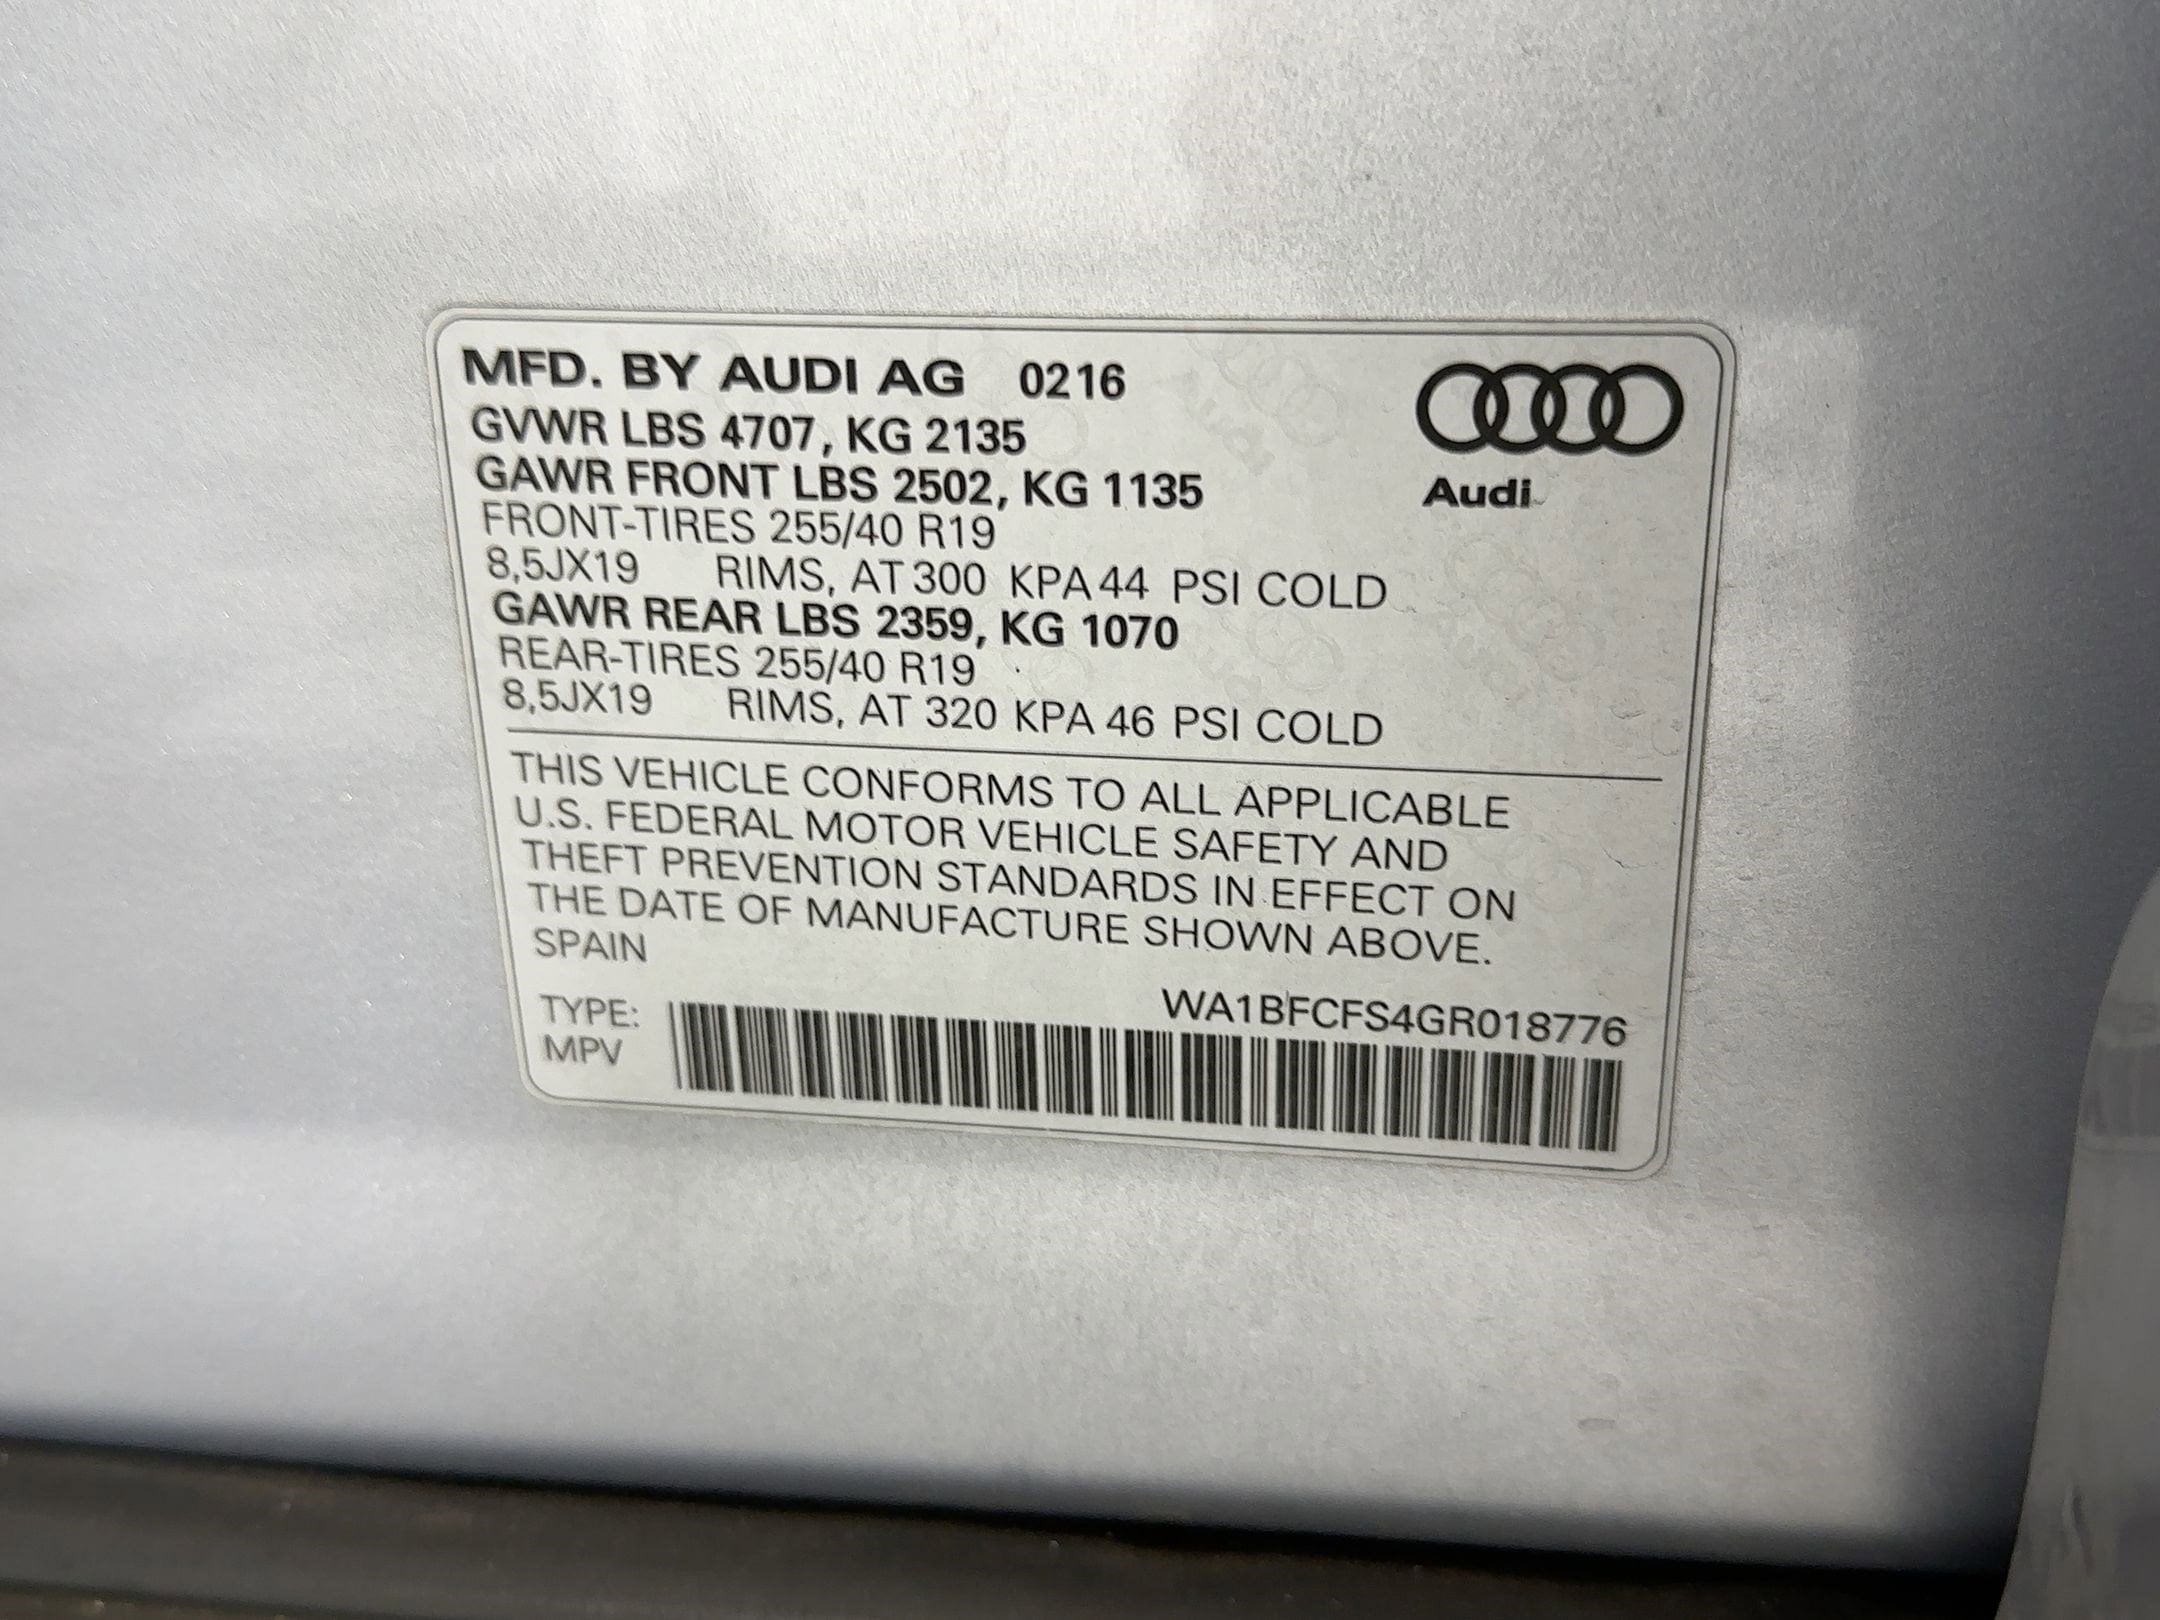 MFD. BY AUDI AG 0216
GVWR LBS 4707, KG 2135
GAWR FRONT LBS 2502, KG 1135
FRONT-TIRES 255/40 R19
8,5JX19 RIMS, AT 300 KPA 44 PSI COLD
GAWR REAR LBS 2359, KG 1070
REAR-TIRES 255/40 R19
8,5JX19 RIMS, AT 320 KPA 46 PSI COLD
Audi
THIS VEHICLE CONFORMS TO ALL APPLICABLE
U.S. FEDERAL MOTOR VEHICLE SAFETY AND
THEFT PREVENTION STANDARDS IN EFFECT ON
THE DATE OF MANUFACTURE SHOWN ABOVE.
SPAIN
WA1BFCFS4GR018776
TYPE:
MPV